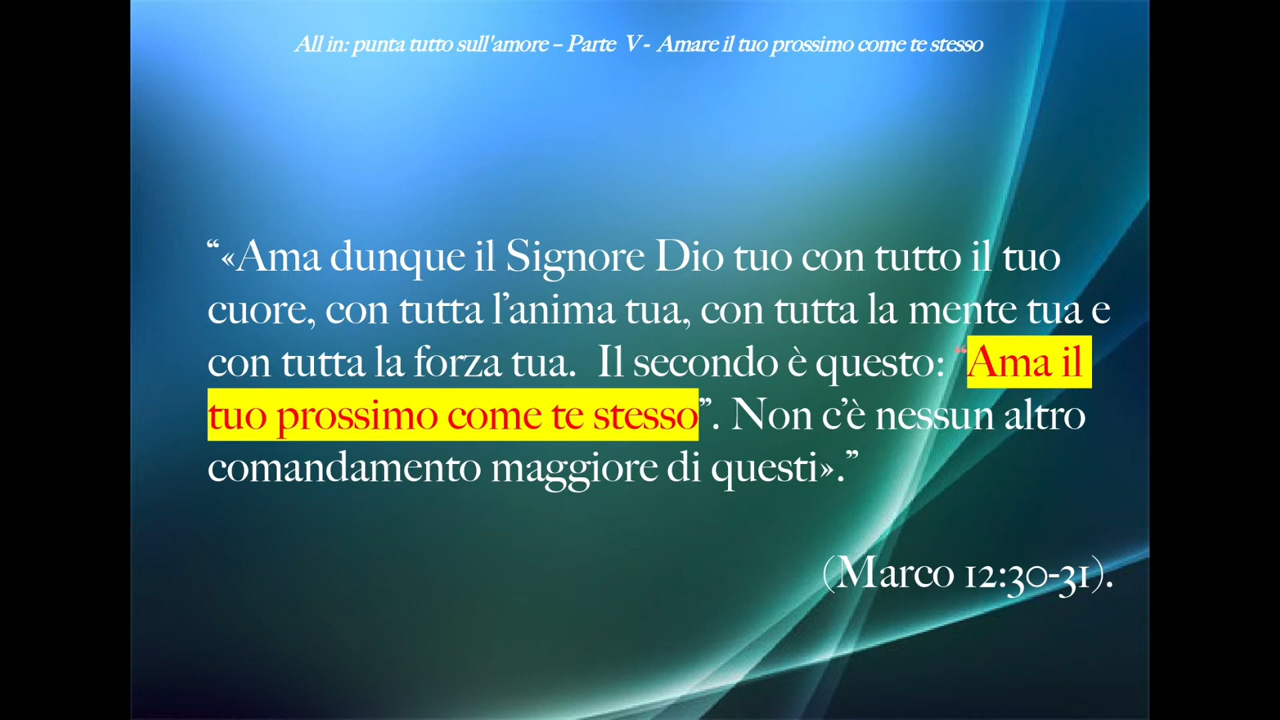 All in: punta tutto sull'amore – Parte V - Amare il tuo prossimo come te stesso
“«Ama dunque il Signore Dio tuo con tutto il tuo
cuore, con tutta l’anima tua, con tutta la mente tua e
con tutta la forza tua. Il secondo è questo: “Ama il
tuo prossimo come te stesso”. Non c’è nessun altro
comandamento maggiore di questi».”
(Marco 12:30-31).